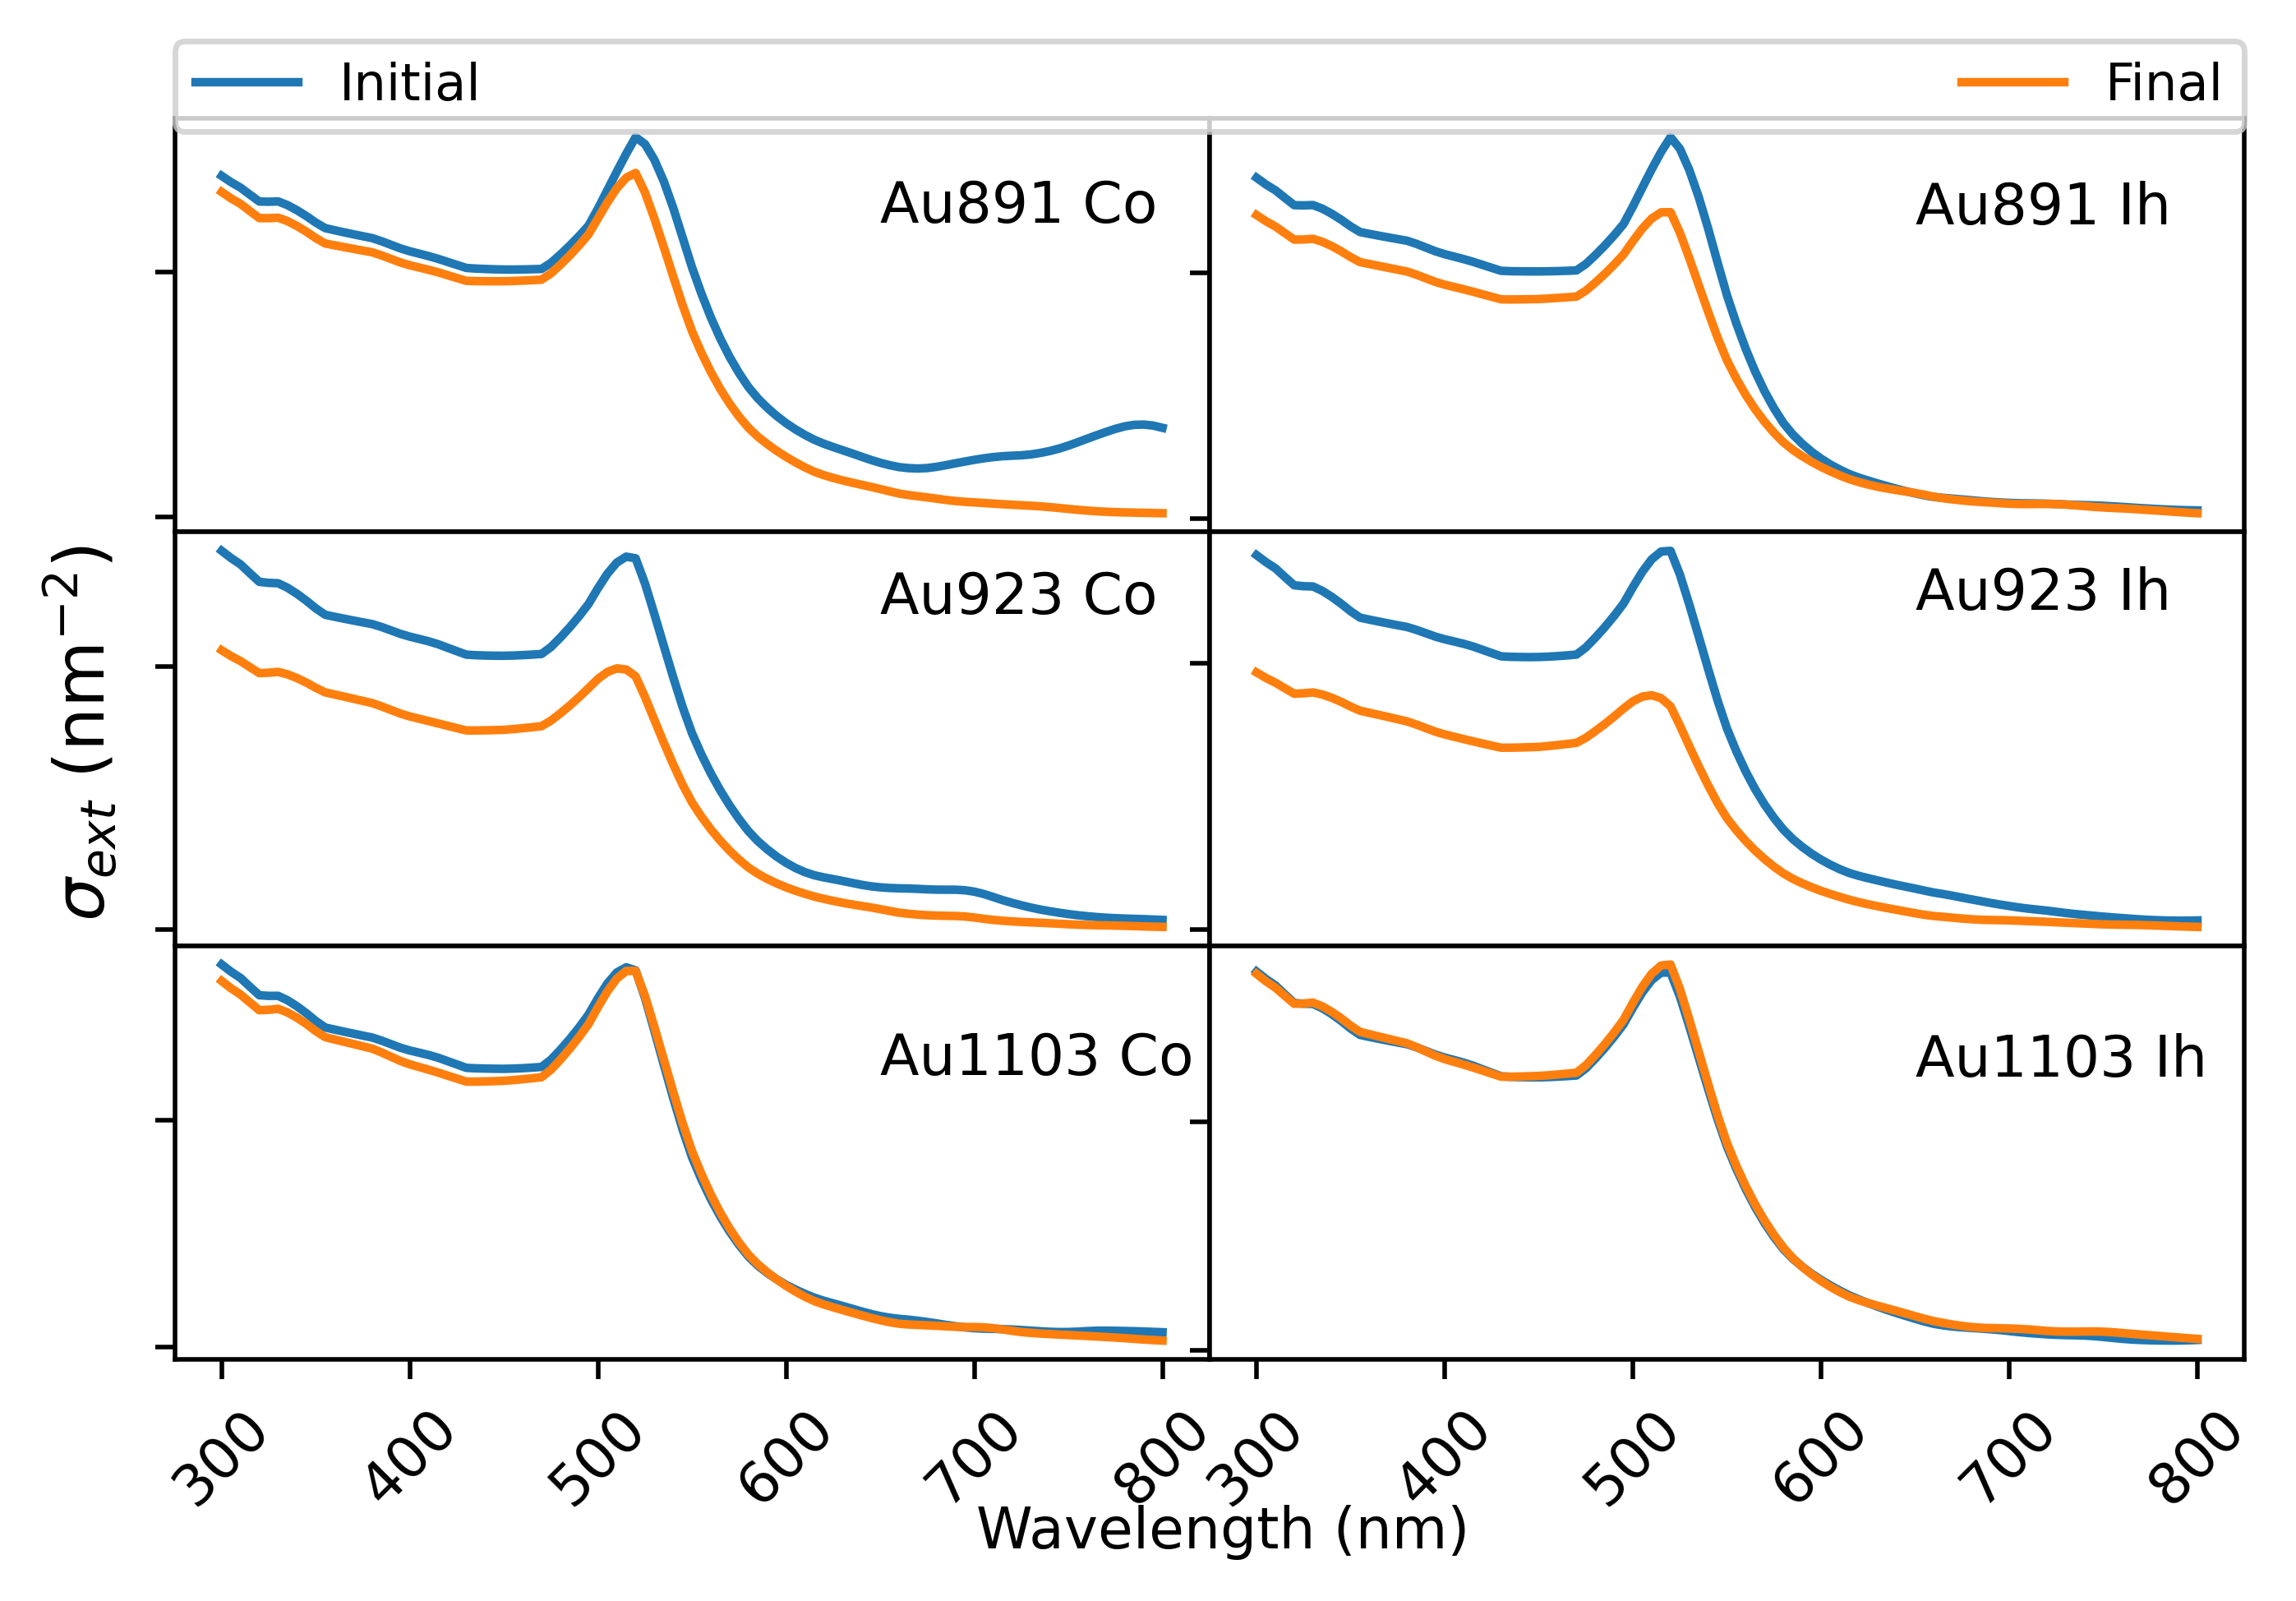 Initial
Final
Au891 Co
Au891 Ih
Au923 Co
Au923 Ih
Au1103 Co
Au1103 Ih
σext (nm−2)
300 400 500 600 700 800 300 400 500 600 700 800
Wavelength (nm)